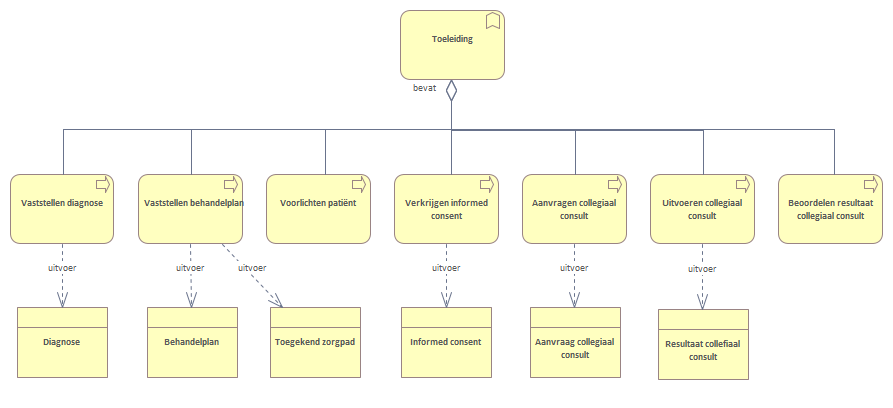 Toeleiding
bevat
Vaststellen diagnose
Vaststellen behandelplan
Voorlichten patiënt
Verkrijgen informed
consent
Aanvragen collegiaal
consult
Uitvoeren collegiaal
consult
Beoordelen resultaat
collegiaal consult
uitvoer
uitvoer
uitvoer
uitvoer
uitvoer
uitvoer
Diagnose
Behandelplan
Toegekend zorgpad
Informed consent
Aanvraag collegiaal
consult
Resultaat collefiaal
consult